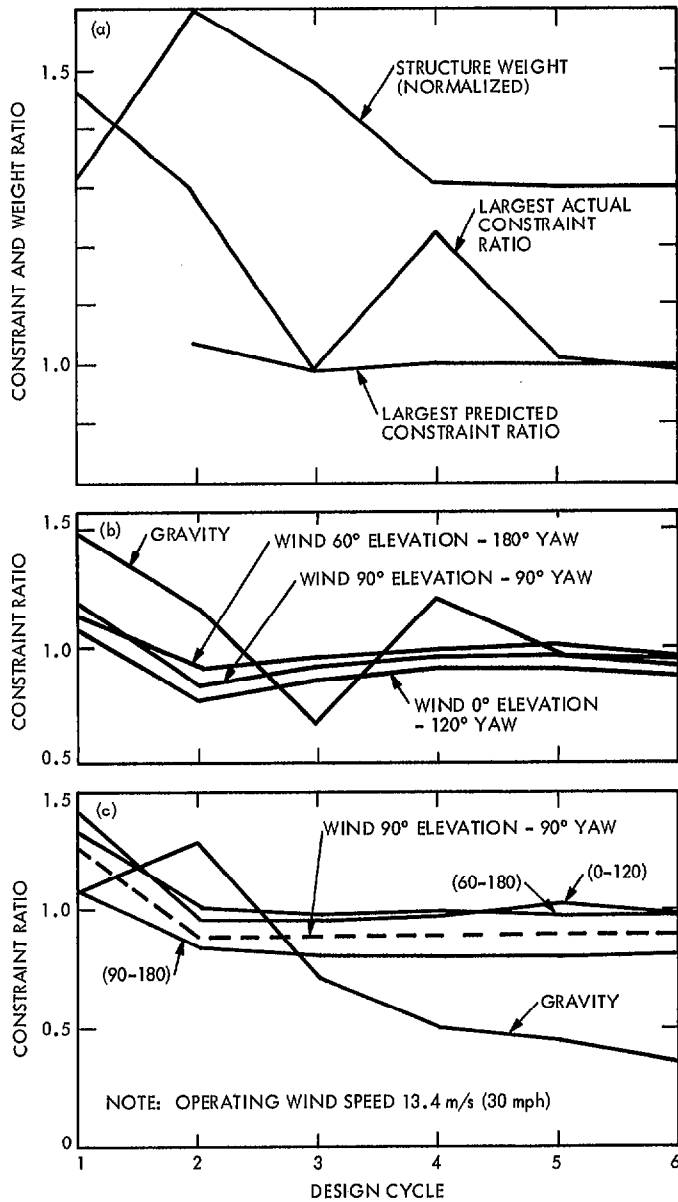 (a)
1.5
STRUCTURE WEIGHT
(NORMALIZED)
LARGEST ACTUAL
CONSTRAINT
RATIO
1.0
LARGEST PREDICTED
CONSTRAINT RATIO
CONSTRAINT AND WEIGHT RATIO
1.5
(b)
GRAVITY
WIND 60° ELEVATION - 180° YAW
WIND 90° ELEVATION - 90° YAW
1.0
WIND 0° ELEVATION
- 120° YAW
0.5
CONSTRAINT RATIO
1.5
(c)
WIND 90° ELEVATION - 90° YAW
(0-120)
(60-180)
1.0
(90-180)
GRAVITY
0.5
NOTE: OPERATING WIND SPEED 13.4 m/s (30 mph)
0
CONSTRAINT RATIO
1 2 3 4 5 6
DESIGN CYCLE